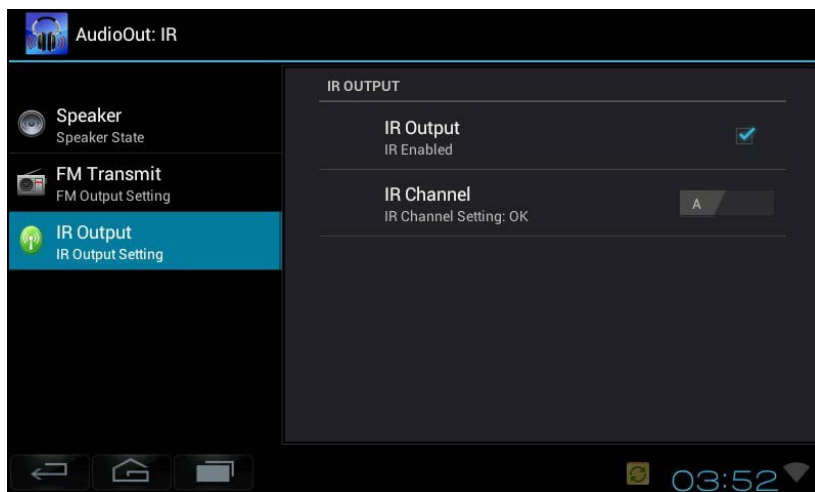 AudioOut: IR
Speaker
Speaker State
FM Transmit
FM Output Setting
IR Output
IR Output Setting
IR OUTPUT
IR Output
IR Enabled
IR Channel
IR Channel Setting: OK
A
03:52